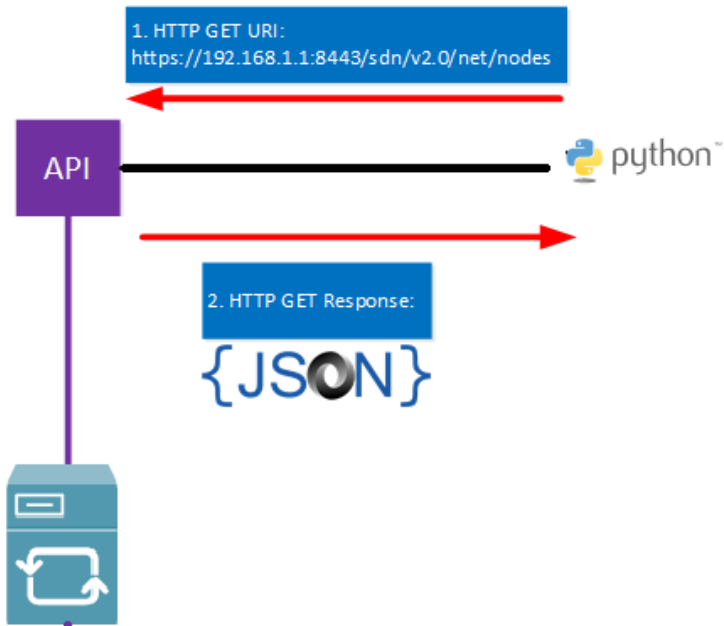 1. HTTP GET URI:
https://192.168.1.1:8443/sdn/v2.0/net/nodes
API
python™
2. HTTP GET Response:
{JSON}